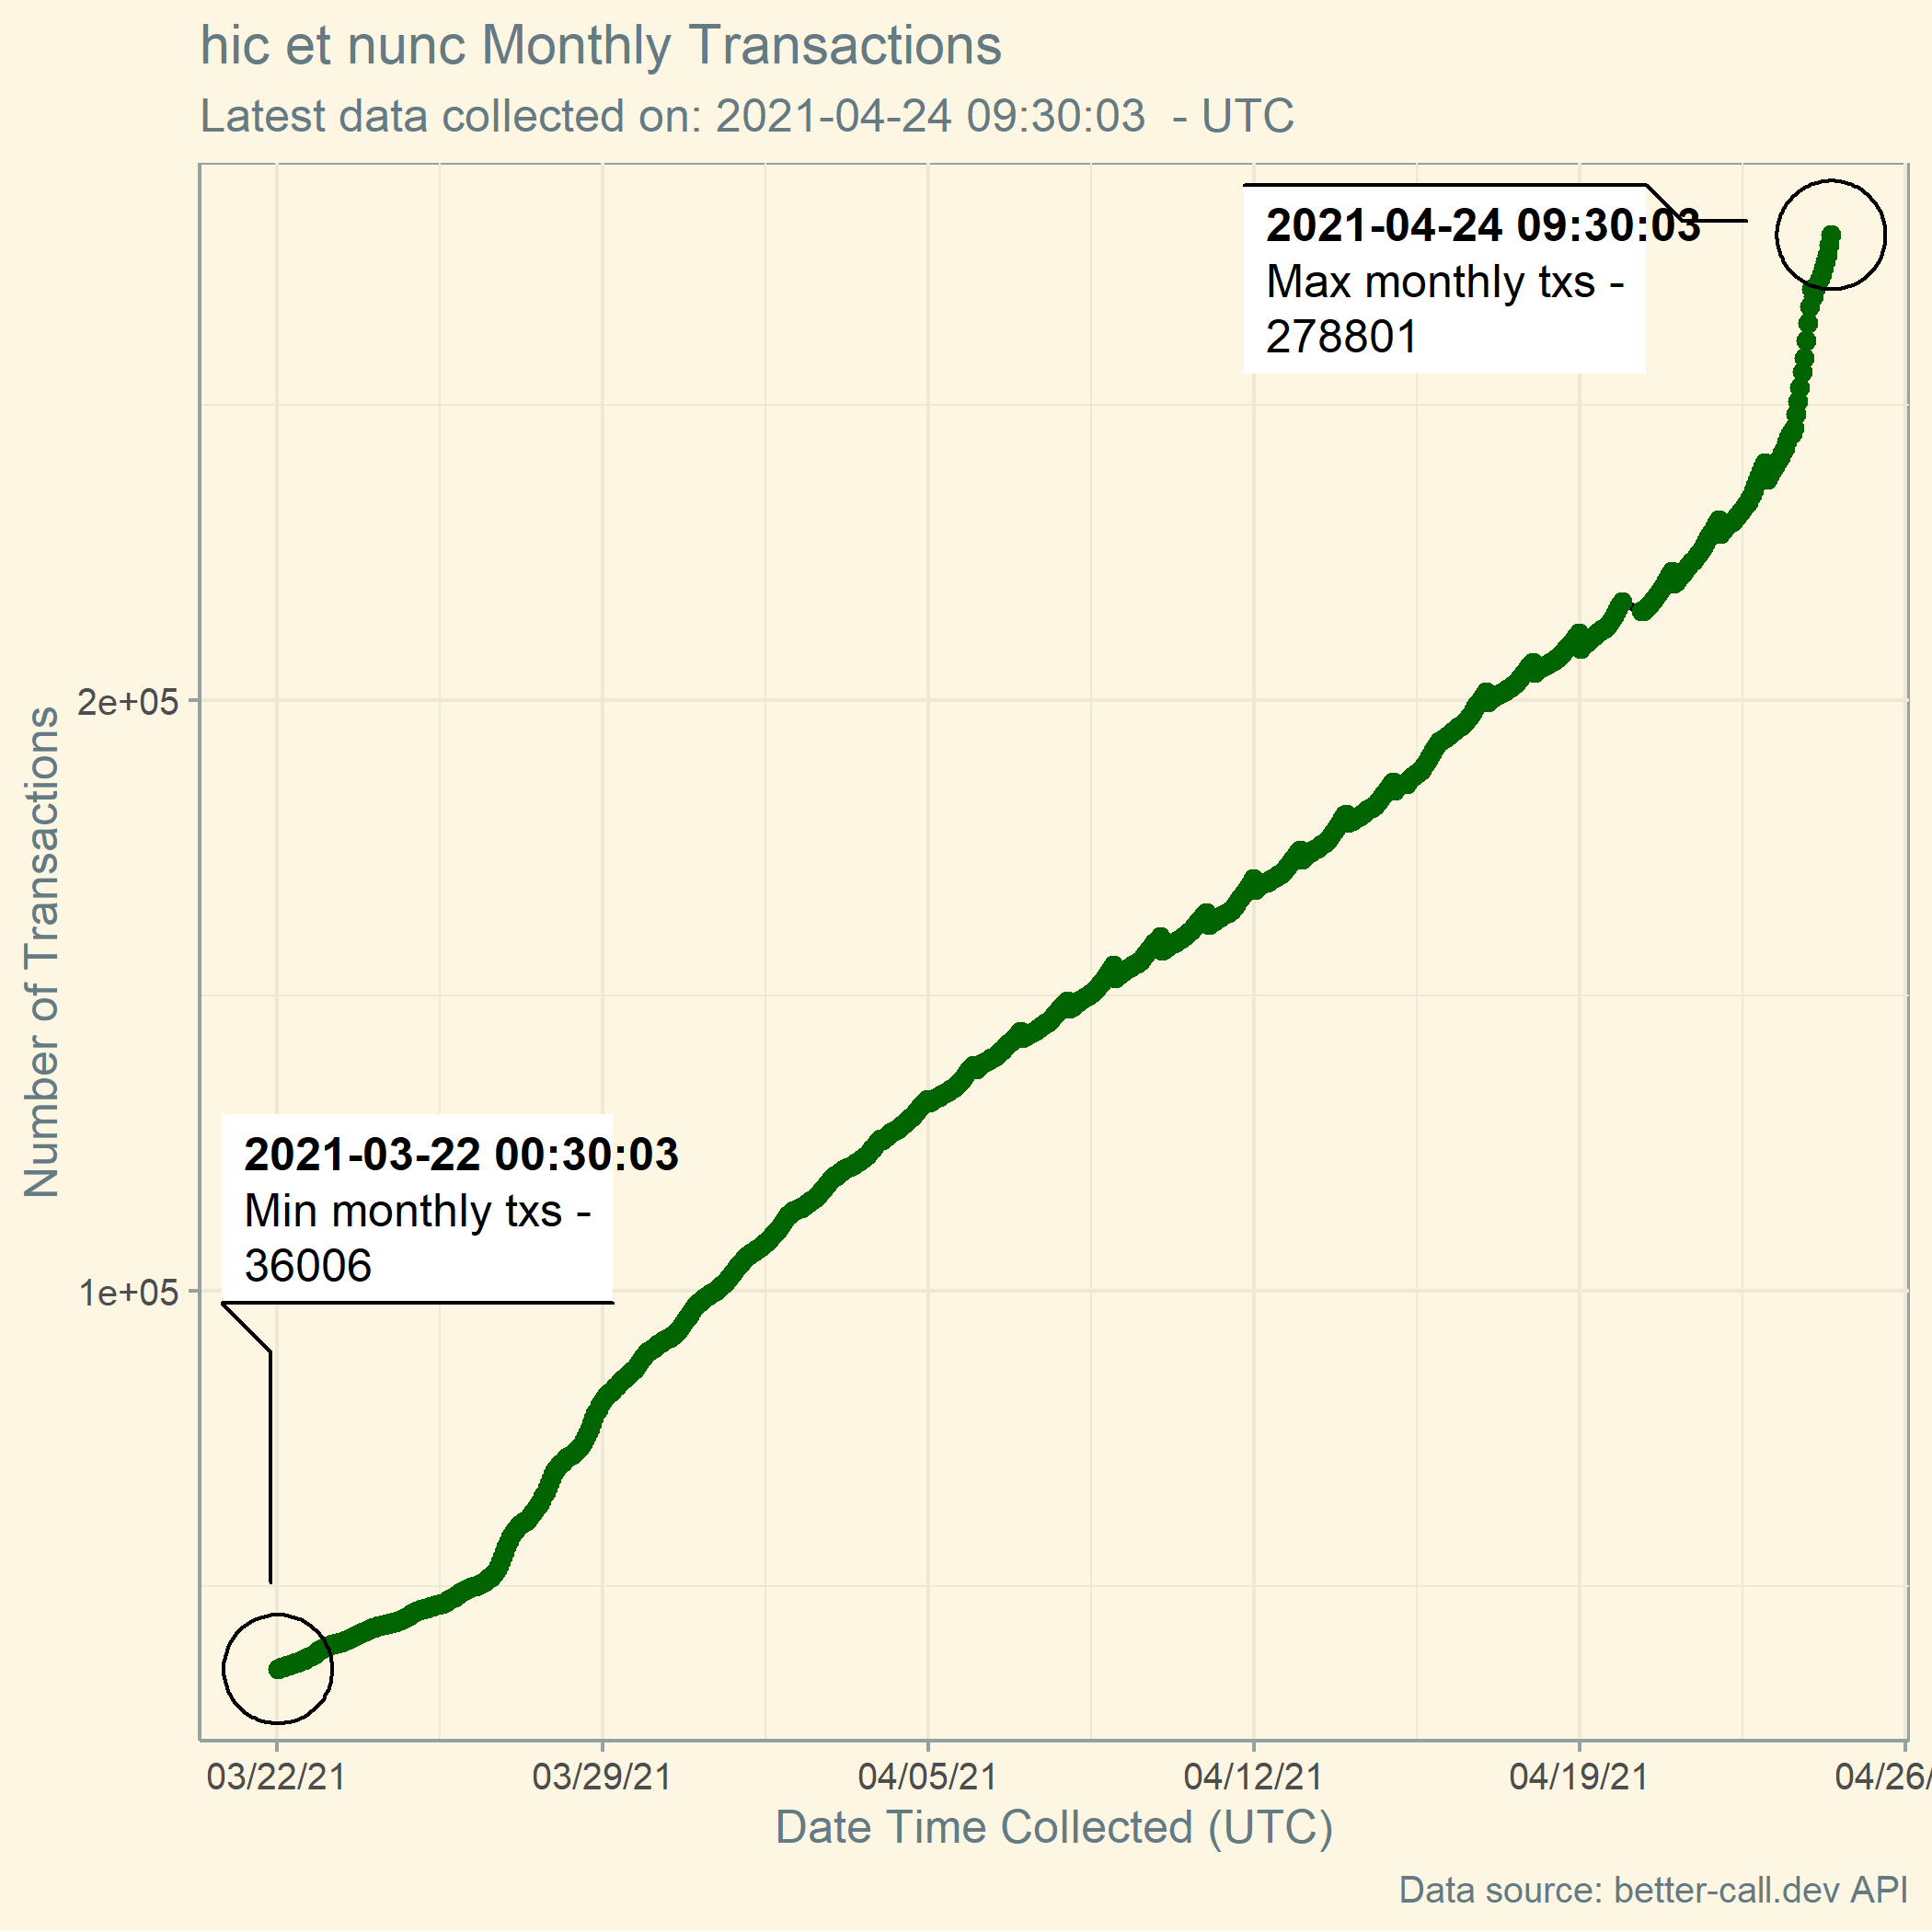 hic et nunc Monthly Transactions
Latest data collected on: 2021-04-24 09:30:03 - UTC
2021-04-24 09:30:03
Max monthly txs -
278801
2e+05
Number of Transactions
2021-03-22 00:30:03
Min monthly txs -
36006
1e+05
03/22/21 03/29/21 04/05/21 04/12/21 04/19/21 04/26/
Date Time Collected (UTC)
Data source: better-call.dev API